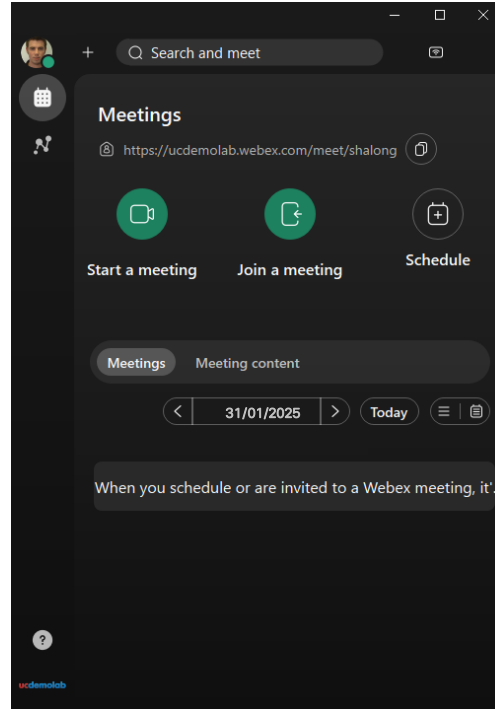 Search and meet
Meetings
https://ucdemolab.webex.com/meet/shalong
Start a meeting
Join a meeting
Schedule
Meetings
Meeting content
31/01/2025
Today
When you schedule or are invited to a Webex meeting, it'.
?
ucdemolab